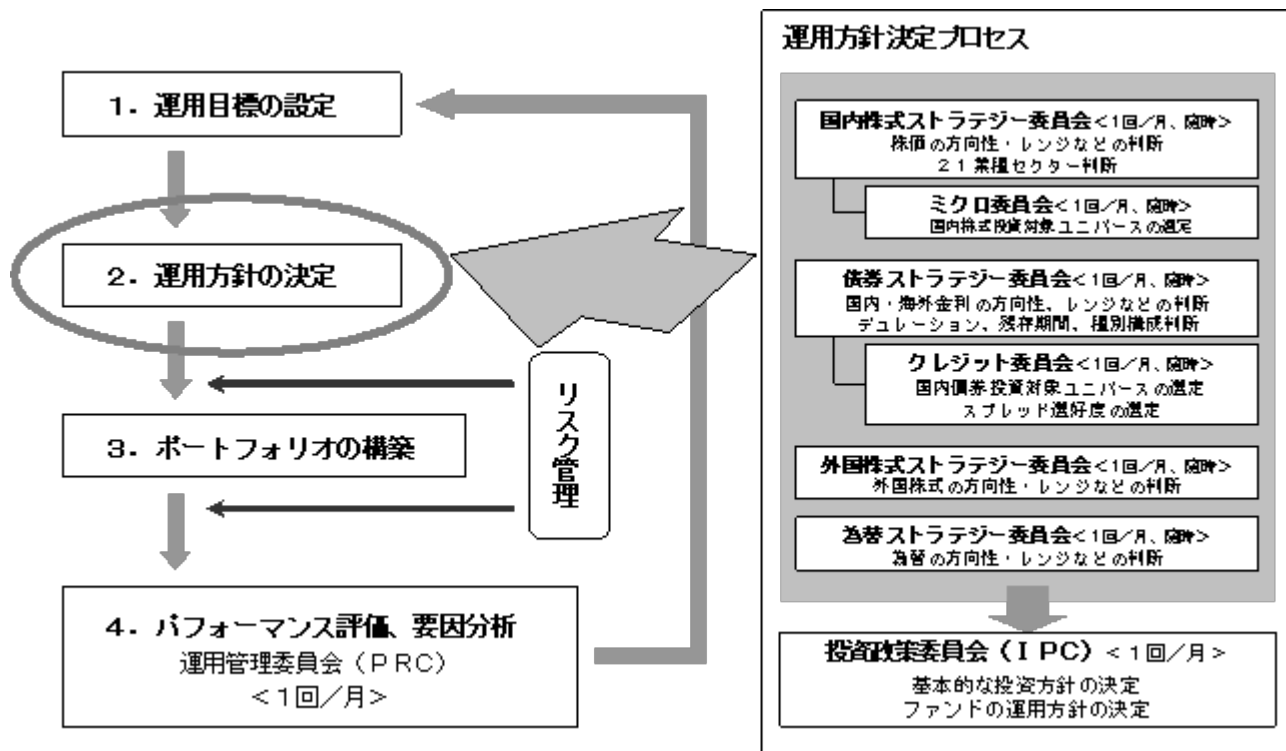 1．運用目標の設定
2．運用方針の決定
3．ポートフォリオの構築
リスク管理
4．パフォーマンス評価、要因分析
運用管理委員会（ＰＲＣ）
＜1回／月＞
運用方針決定プロセス
国内株式ストラテジー委員会＜1回／月、随時＞
株価の方向性・レンジなどの判断
21業種セクター判断
ミクロ委員会＜1回／月、随時＞
国内株式投資対象ユニバースの選定
債券ストラテジー委員会＜1回／月、随時＞
国内・海外金利の方向性、レンジなどの判断
デュレーション、残存期間、種別構成判断
クレジット委員会＜1回／月、随時＞
国内債券投資対象ユニバースの選定
スプレッド選好度の選定
外国株式ストラテジー委員会＜1回／月、随時＞
外国株式の方向性・レンジなどの判断
為替ストラテジー委員会＜1回／月、随時＞
為替の方向性・レンジなどの判断
投資政策委員会（ＩＰＣ）＜1回／月＞
基本的な投資方針の決定
ファンドの運用方針の決定